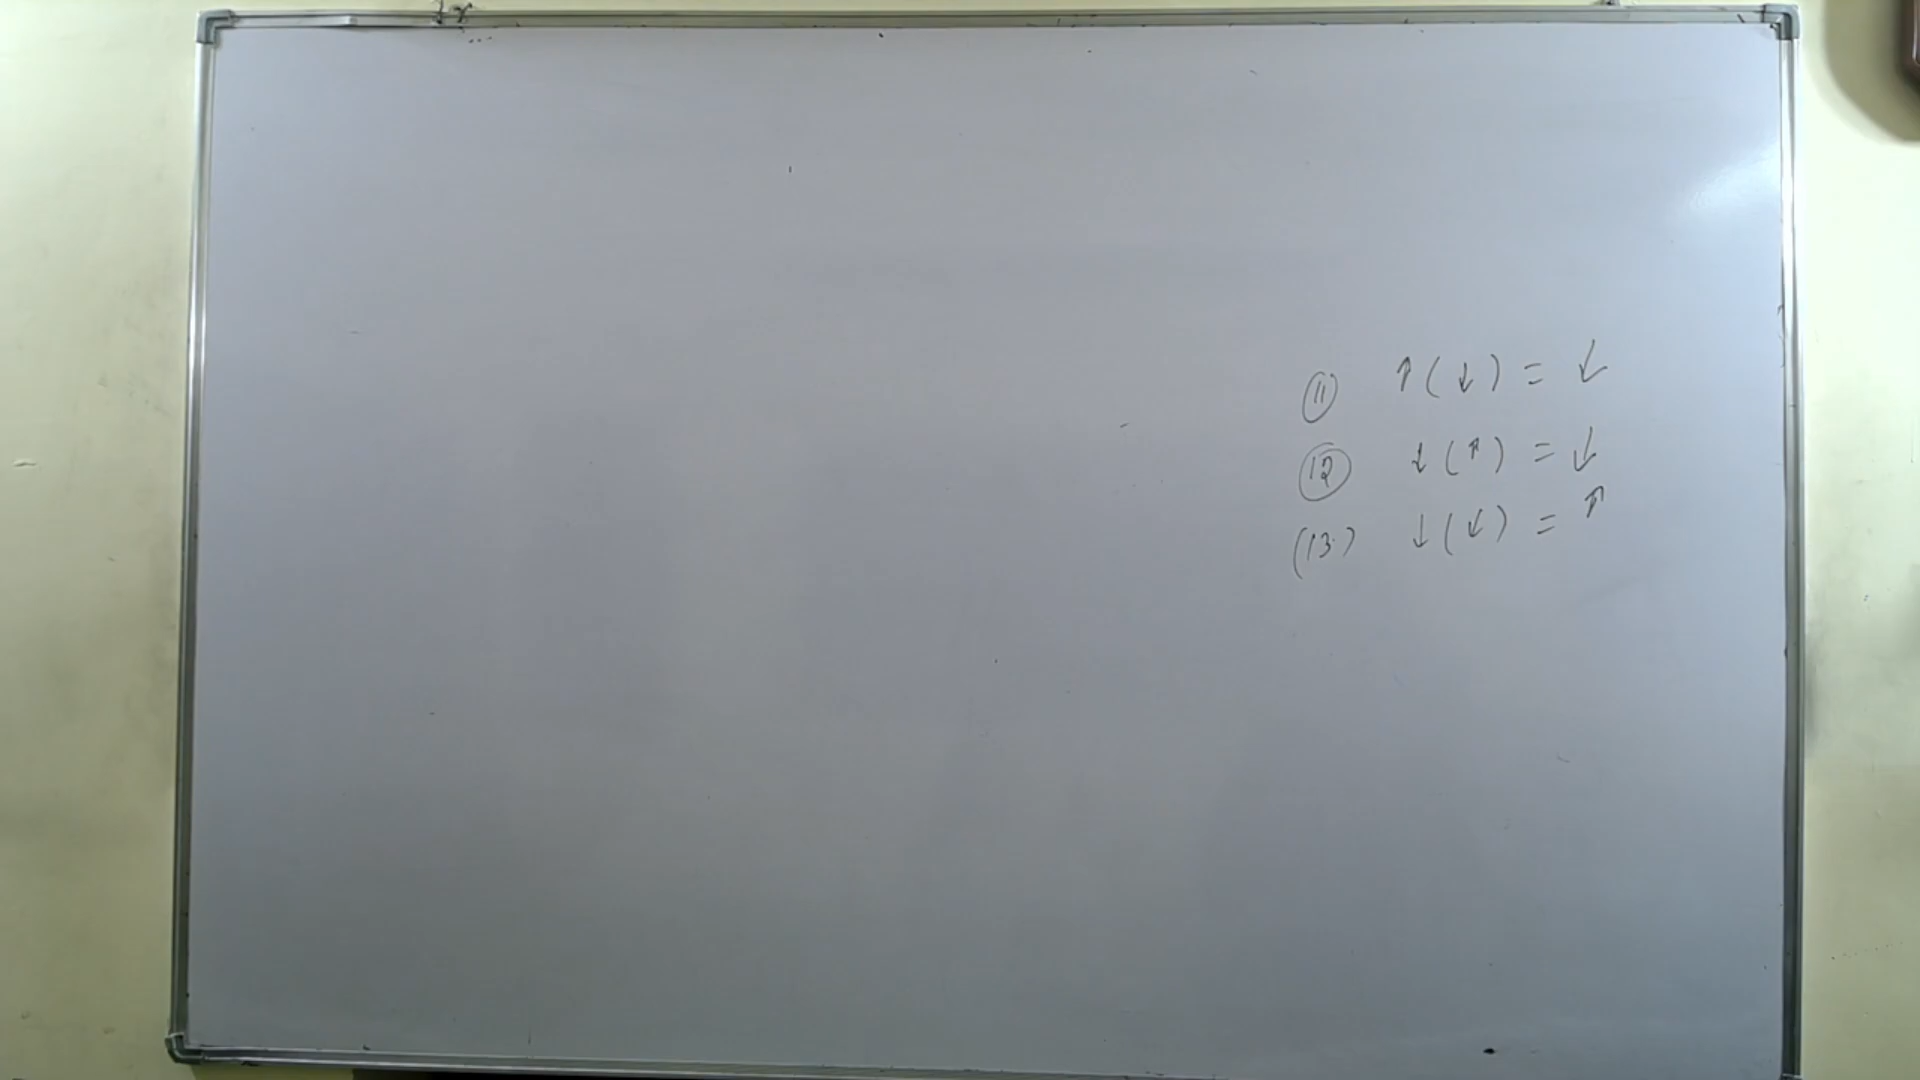 ⑪ ↑(↓) = ↓
⑫ ↓(↑) = ↓
(13.) ↓(↓) = ↑